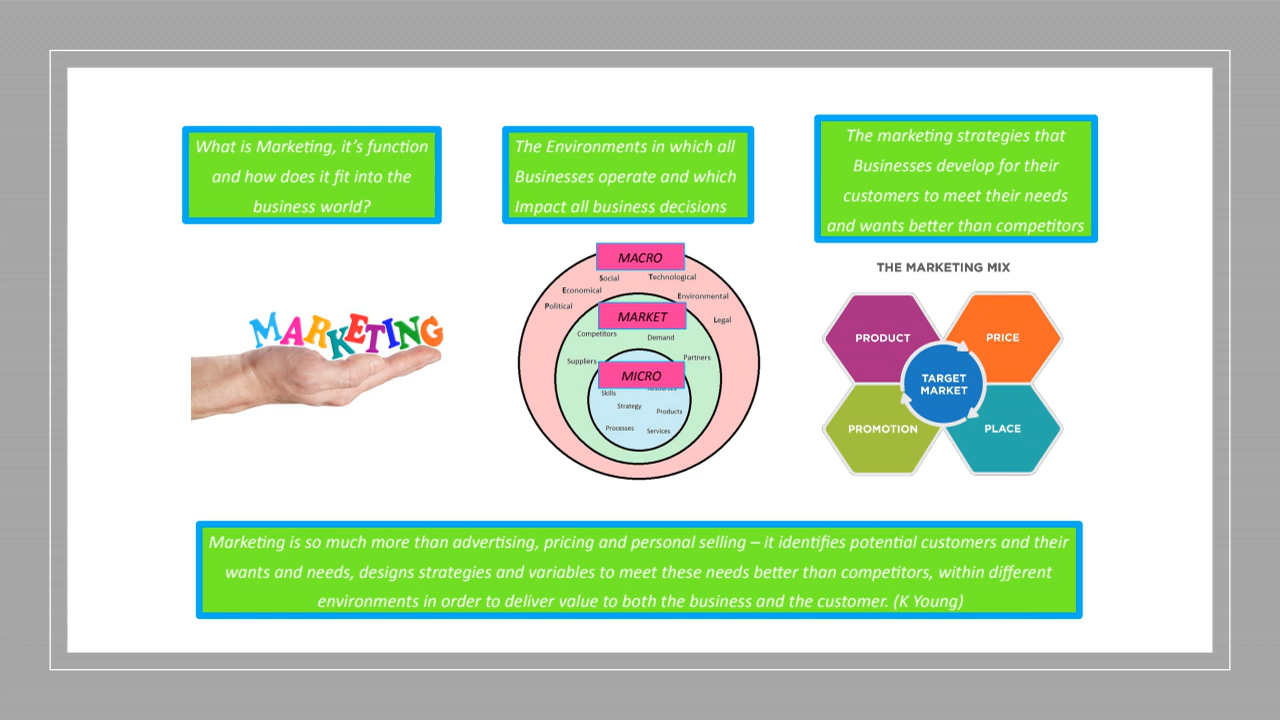 What is Marketing, it's function
and how does it fit into the
business world?
The Environments in which all
Businesses operate and which
Impact all business decisions
The marketing strategies that
Businesses develop for their
customers to meet their needs
and wants better than competitors
MARKETING
MACRO
Social
Technological
Economical
Environmental
Political
Legal
MARKET
Competitors
Demand
Suppliers
Partners
MICRO
Skills
Strategy
Products
Processes
Services
THE MARKETING MIX
PRODUCT
PRICE
TARGET
MARKET
PROMOTION
PLACE
Marketing is so much more than advertising, pricing and personal selling – it identifies potential customers and their
wants and needs, designs strategies and variables to meet these needs better than competitors, within different
environments in order to deliver value to both the business and the customer. (K Young)